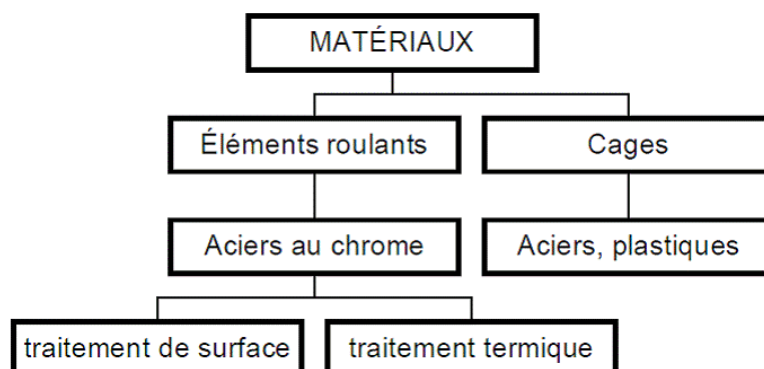 MATÉRIAUX
Éléments roulants
Cages
Aciers au chrome
Aciers, plastiques
traitement de surface
traitement termique